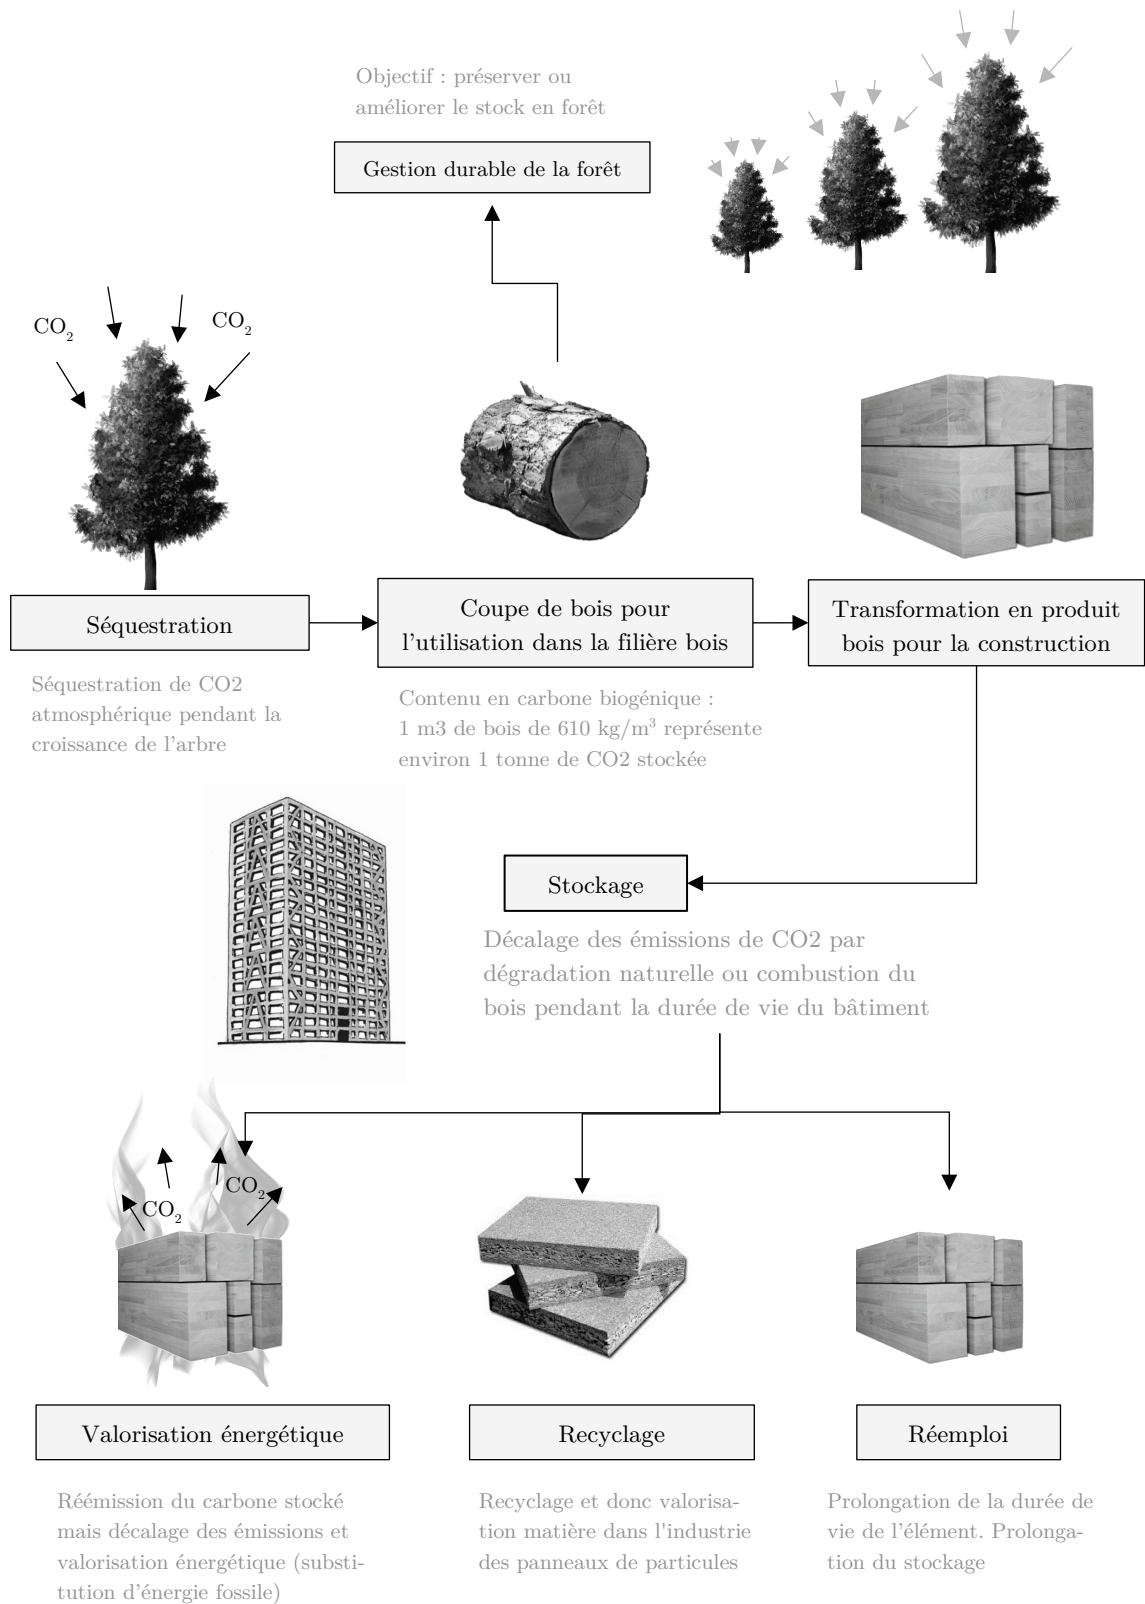 Objectif : préserver ou
améliorer le stock en forêt
Gestion durable de la forêt
CO₂
CO₂
Séquestration
Séquestration de CO2
atmosphérique pendant la
croissance de l'arbre
Coupe de bois pour
l'utilisation dans la filière bois
Contenu en carbone biogénique :
1 m3 de bois de 610 kg/m³ représente
environ 1 tonne de CO2 stockée
Transformation en produit
bois pour la construction
Stockage
Décalage des émissions de CO2 par
dégradation naturelle ou combustion du
bois pendant la durée de vie du bâtiment
CO₂
CO₂
Valorisation énergétique
Réémission du carbone stocké
mais décalage des émissions et
valorisation énergétique (substi-
tution d'énergie fossile)
Recyclage
Recyclage et donc valorisa-
tion matière dans l'industrie
des panneaux de particules
Réemploi
Prolongation de la durée de
vie de l'élément. Prolonga-
tion du stockage